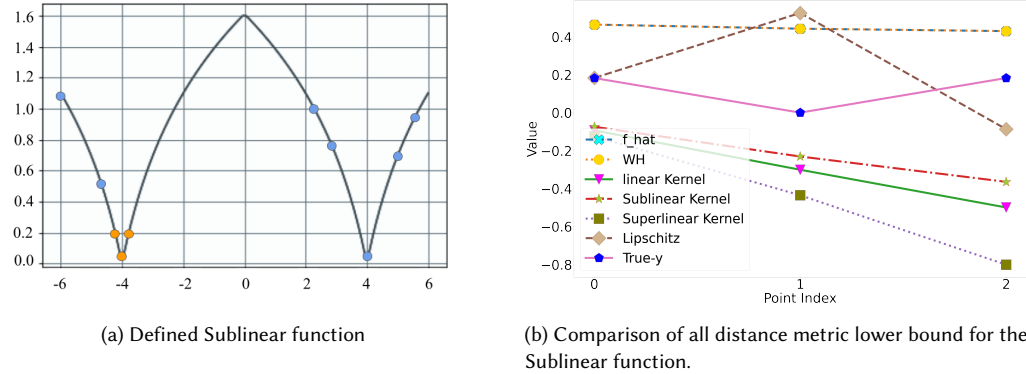 1.6
1.4
1.2
1.0
0.8
0.6
0.4
0.2
0.0
-6 -4 -2 0 2 4 6
(a) Defined Sublinear function
0.4
0.2
0.0
−0.2
−0.4
−0.6
−0.8
Value
f_hat
WH
linear Kernel
Sublinear Kernel
Superlinear Kernel
Lipschitz
True-y
0 1 2
Point Index
(b) Comparison of all distance metric lower bound for the
Sublinear function.